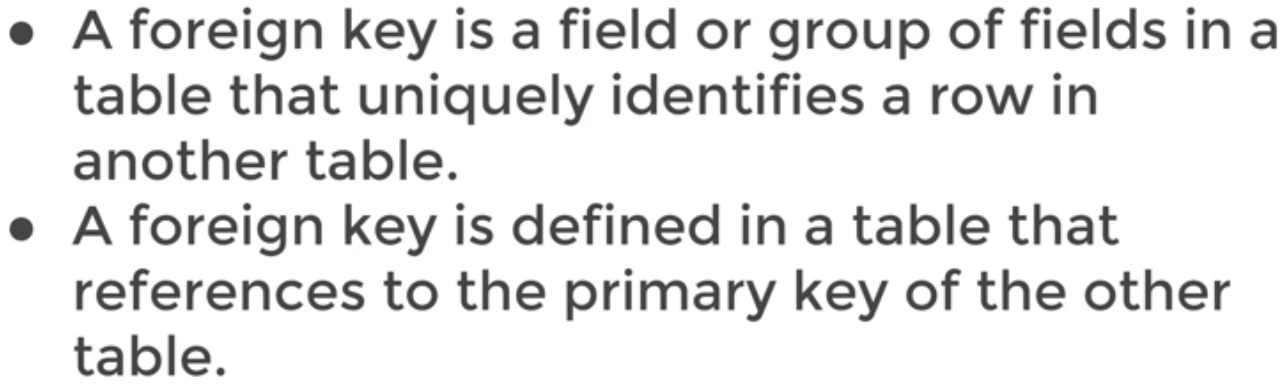 ● A foreign key is a field or group of fields in a
table that uniquely identifies a row in
another table.
● A foreign key is defined in a table that
references to the primary key of the other
table.